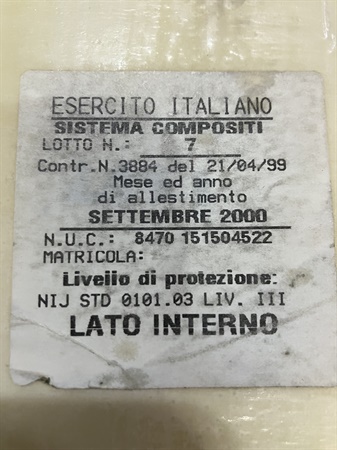 ESERCITO ITALIANO
SISTEMA COMPOSITI
LOTTO N.: 7
Contr.N.3884 del 21/04/99
Mese ed anno
di allestimento
SETTEMBRE 2000
N.U.C.: 8470 151504522
MATRICOLA:
Livello di protezione:
NIJ STD 0101.03 LIV. III
LATO INTERNO